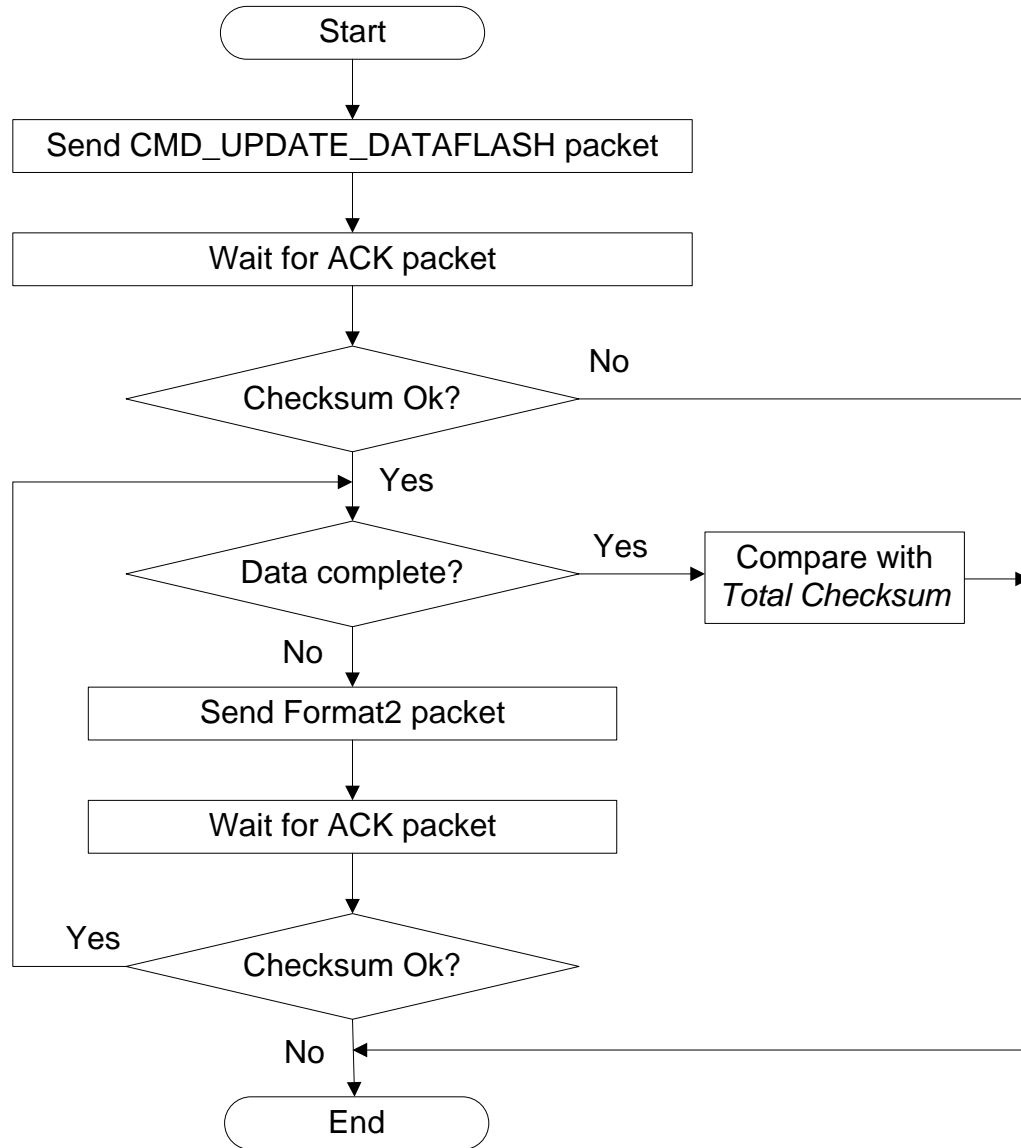 Start
Send CMD_UPDATE_DATAFLASH packet
Wait for ACK packet
No
Checksum Ok?
Yes
Yes
Data complete?
Compare with
Total Checksum
No
Send Format2 packet
Wait for ACK packet
Yes
Checksum Ok?
No
End